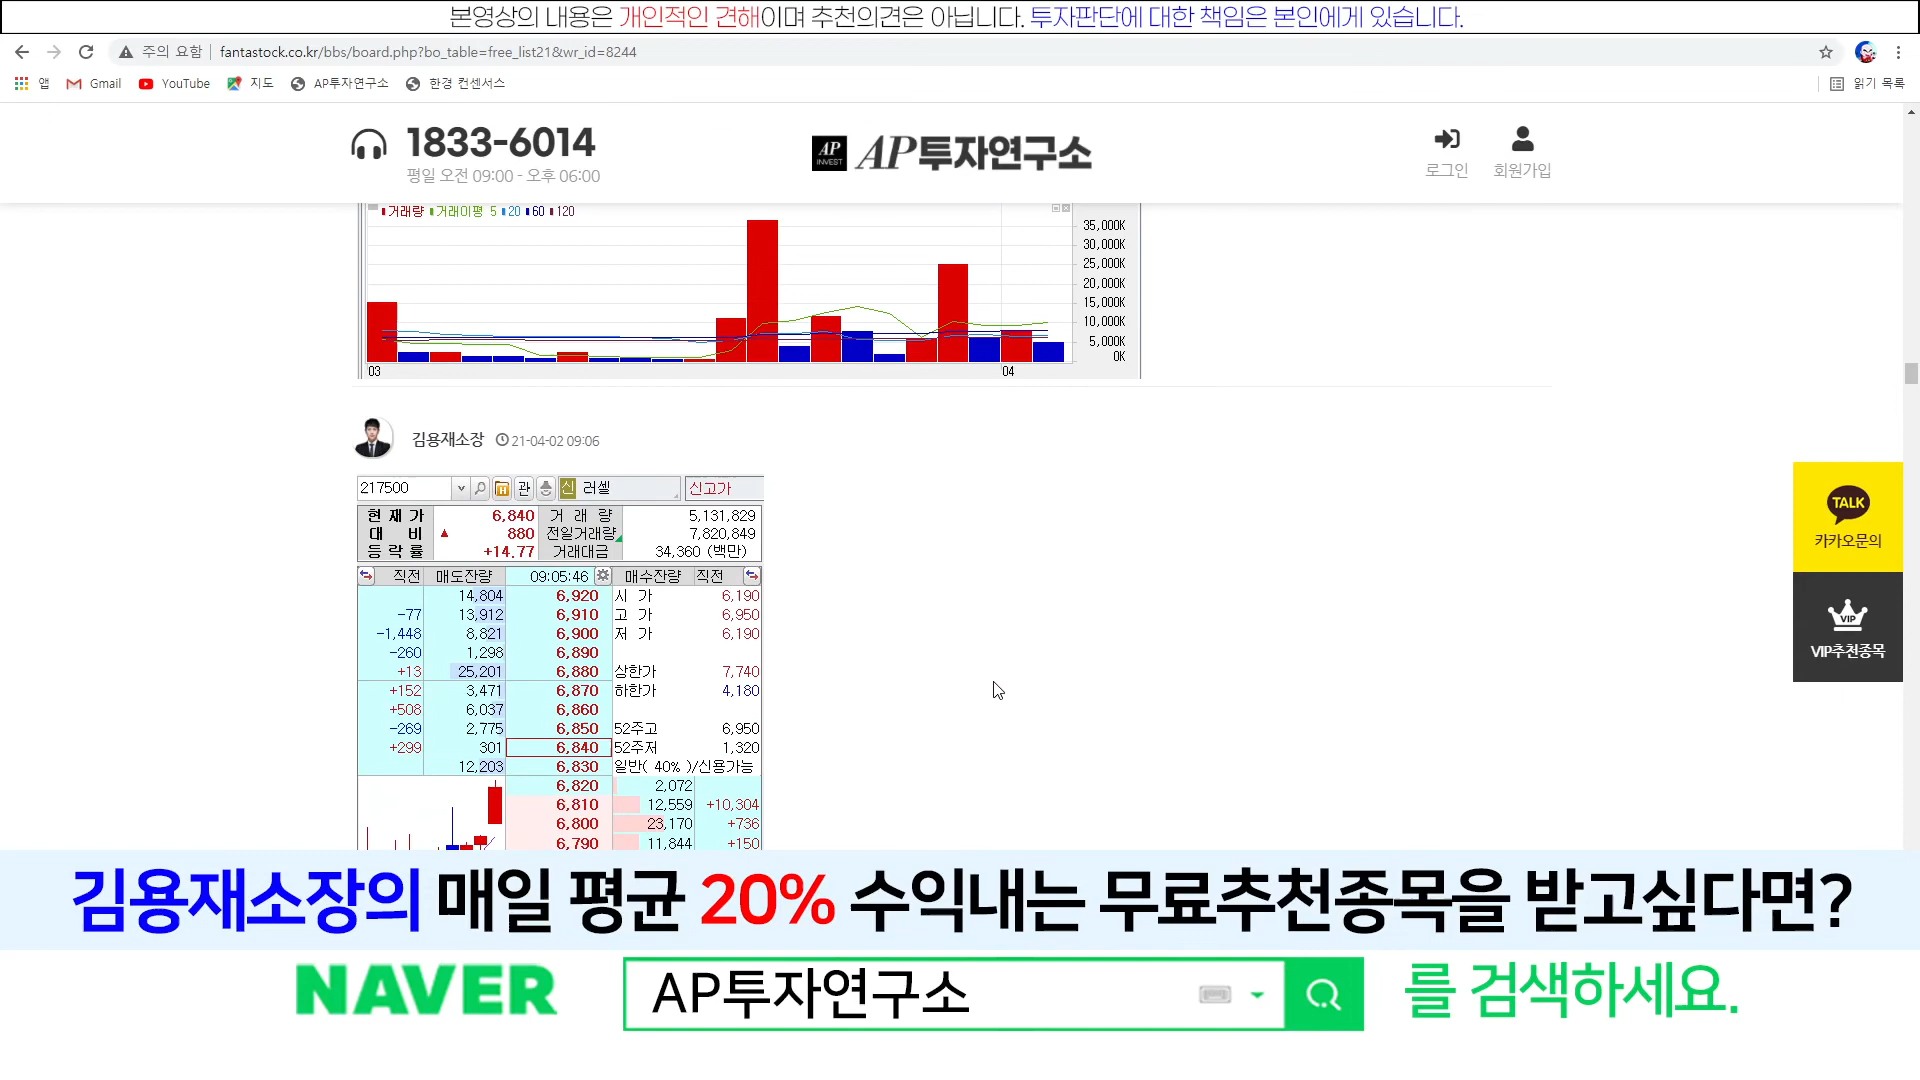 본영상의 내용은 개인적인 견해이며 추천의견은 아닙니다. 투자판단에 대한 책임은 본인에게 있습니다.
주의 요함 fantastock.co.kr/bbs/board.php?bo_table=free_list21&wr_id=8244
앱 Gmail YouTube 지도 AP투자연구소 한경 컨센서스 읽기 목록
1833-6014
평일 오전 09:00 - 오후 06:00
AP INVEST AP투자연구소
로그인 회원가입
거래량 거래이평 5 20 60 120
35,000K
30,000K
25,000K
20,000K
15,000K
10,000K
5,000K
0K
03 04
김용재소장 21-04-02 09:06
217500 관 신 러셀 신고가
현재가 6,840 거래량 5,131,829
대비 ▲ 880 전일거래량 7,820,849
등락률 +14.77 거래대금 34,360 (백만)
직전 매도잔량 09:05:46 매수잔량 직전
14,804 6,920 시가 6,190
-77 13,912 6,910 고가 6,950
-1,448 8,821 6,900 저가 6,190
-260 1,298 6,890
+13 25,201 6,880 상한가 7,740
+152 3,471 6,870 하한가 4,180
+508 6,037 6,860
-269 2,775 6,850 52주고 6,950
+299 301 6,840 52주저 1,320
12,203 6,830 일반( 40% )/신용가능
6,820 2,072
6,810 12,559 +10,304
6,800 23,170 +736
6,790 11,844 +150
TALK
카카오문의
VIP
VIP추천종목
김용재소장의 매일 평균 20% 수익내는 무료추천종목을 받고싶다면?
NAVER AP투자연구소 를 검색하세요.